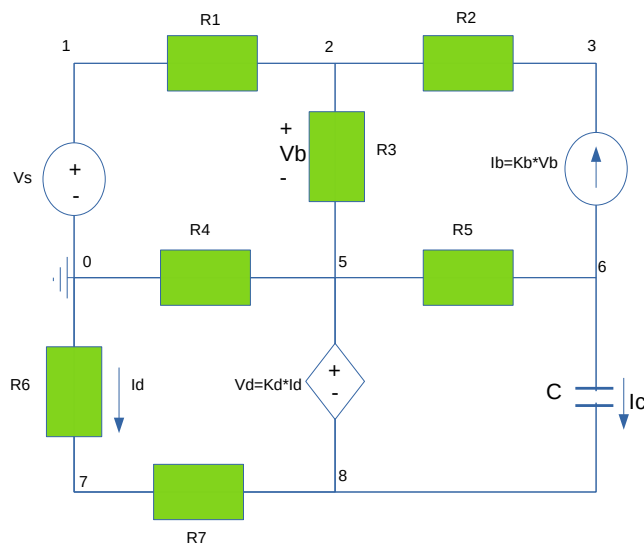 R1
R2
1
2
3
+
Vb
-
R3
Ib=Kb*Vb
Vs
+
-
R4
R5
0
5
6
R6
Id
Vd=Kd*Id
+
-
C
Ic
7
8
R7